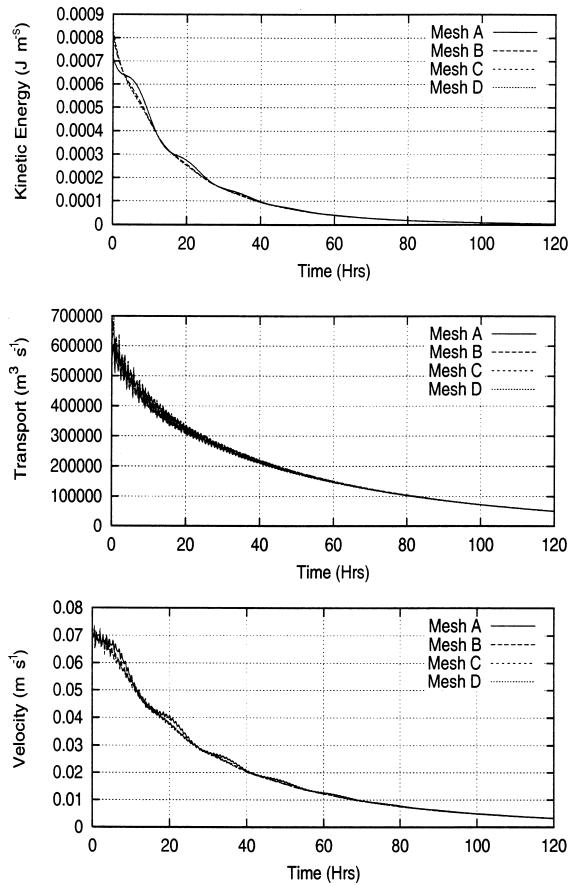 Kinetic Energy (J m⁻ˢ)
0.0009
0.0008
0.0007
0.0006
0.0005
0.0004
0.0003
0.0002
0.0001
0
Mesh A
Mesh B
Mesh C
Mesh D
0 20 40 60 80 100 120
Time (Hrs)
Transport (m³ s⁻¹)
700000
600000
500000
400000
300000
200000
100000
0
Mesh A
Mesh B
Mesh C
Mesh D
0 20 40 60 80 100 120
Time (Hrs)
Velocity (m s⁻¹)
0.08
0.07
0.06
0.05
0.04
0.03
0.02
0.01
0
Mesh A
Mesh B
Mesh C
Mesh D
0 20 40 60 80 100 120
Time (Hrs)